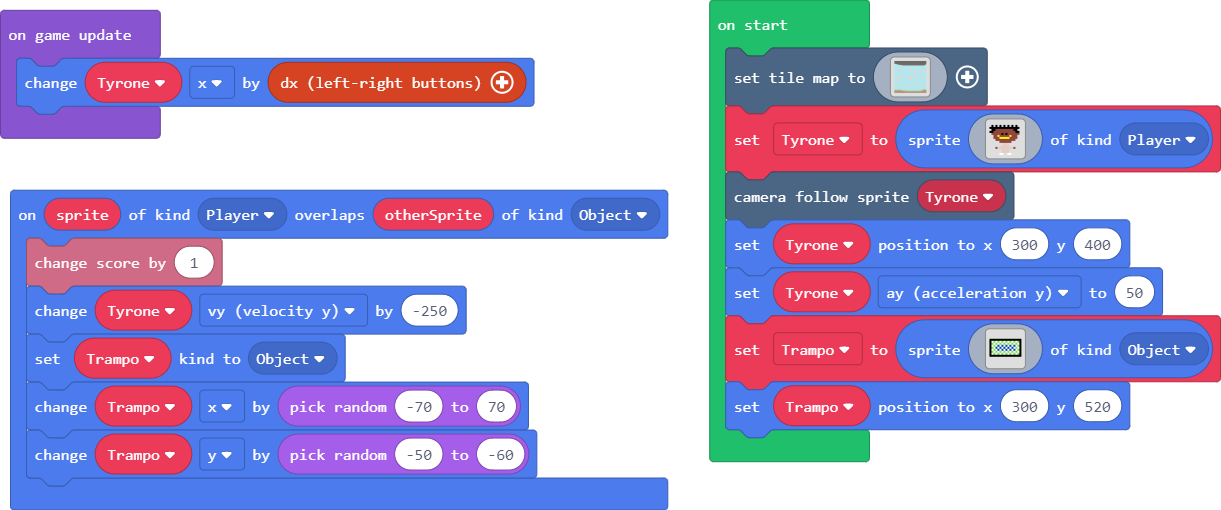 on game update
change Tyrone x by dx (left-right buttons)
on sprite of kind Player overlaps otherSprite of kind Object
change score by 1
change Tyrone vy (velocity y) by -250
set Trampo kind to Object
change Trampo x by pick random -70 to 70
change Trampo y by pick random -50 to -60
on start
set tile map to
set Tyrone to sprite of kind Player
camera follow sprite Tyrone
set Tyrone position to x 300 y 400
set Tyrone ay (acceleration y) to 50
set Trampo to sprite of kind Object
set Trampo position to x 300 y 520